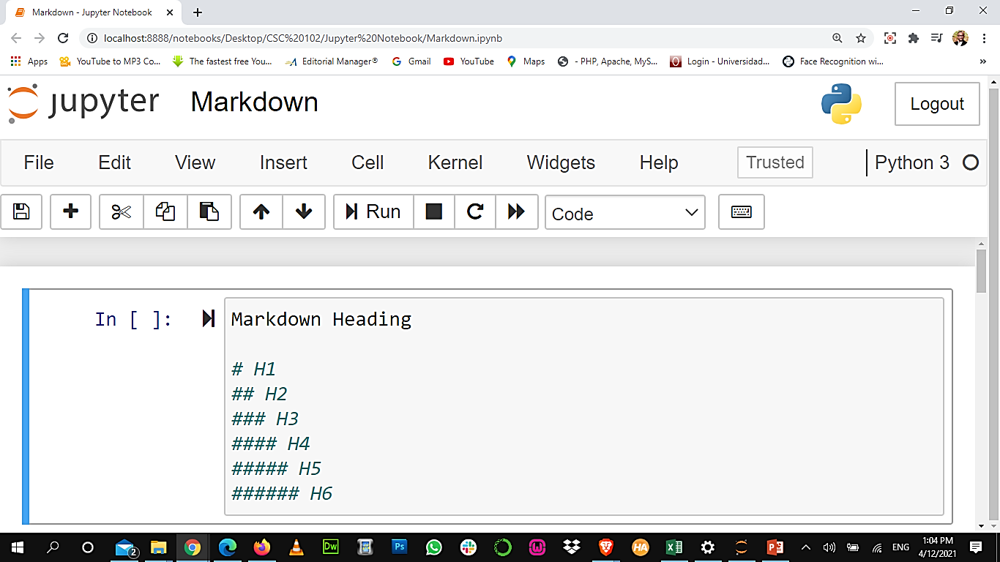 Markdown - Jupyter Notebook
localhost:8888/notebooks/Desktop/CSC%20102/Jupyter%20Notebook/Markdown.ipynb
Apps YouTube to MP3 Co... The fastest free You... Editorial Manager® Gmail YouTube Maps - PHP, Apache, MyS... Login - Universidad... Face Recognition wi... »
jupyter Markdown Logout
File Edit View Insert Cell Kernel Widgets Help Trusted Python 3
Run Code
In [ ]: Markdown Heading
# H1
## H2
### H3
#### H4
##### H5
###### H6
2 Dw Ps HA ENG 1:04 PM
4/12/2021